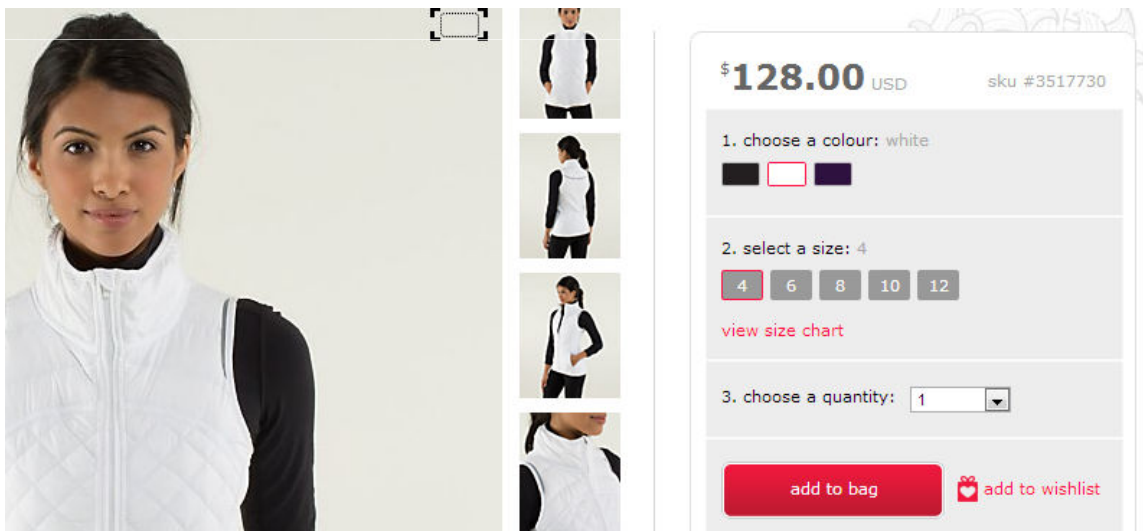 $128.00 USD sku #3517730
1. choose a colour: white
2. select a size: 4
4 6 8 10 12
view size chart
3. choose a quantity: 1
add to bag add to wishlist